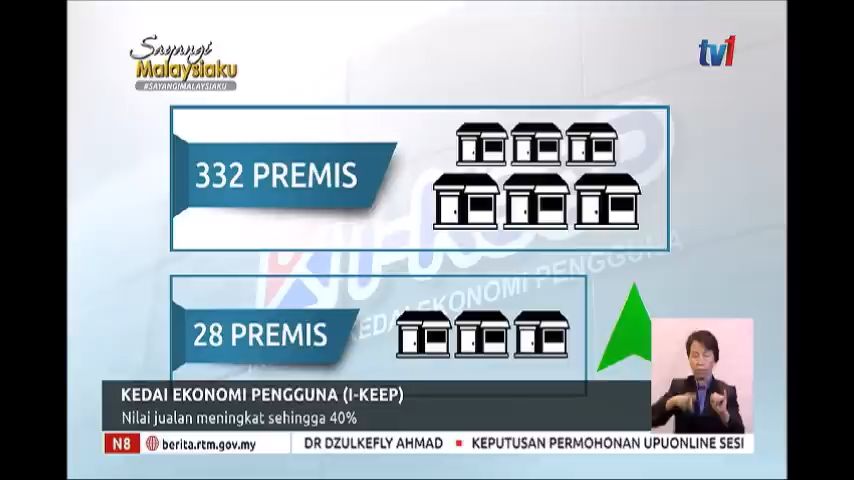 Sayangi
Malaysiaku
#SAYANGIMALAYSIAKU
tv1
332 PREMIS
28 PREMIS
I-KEEP
KEDAI EKONOMI PENGGUNA
KEDAI EKONOMI PENGGUNA (I-KEEP)
Nilai jualan meningkat sehingga 40%
N8
berita.rtm.gov.my
DR DZULKEFLY AHMAD
KEPUTUSAN PERMOHONAN UPUONLINE SESI